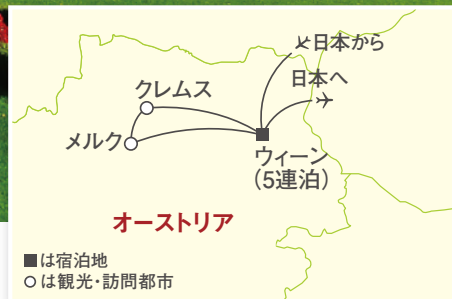 日本から
日本へ
クレムス
メルク
ウィーン
(5連泊)
オーストリア
■は宿泊地
○は観光・訪問都市